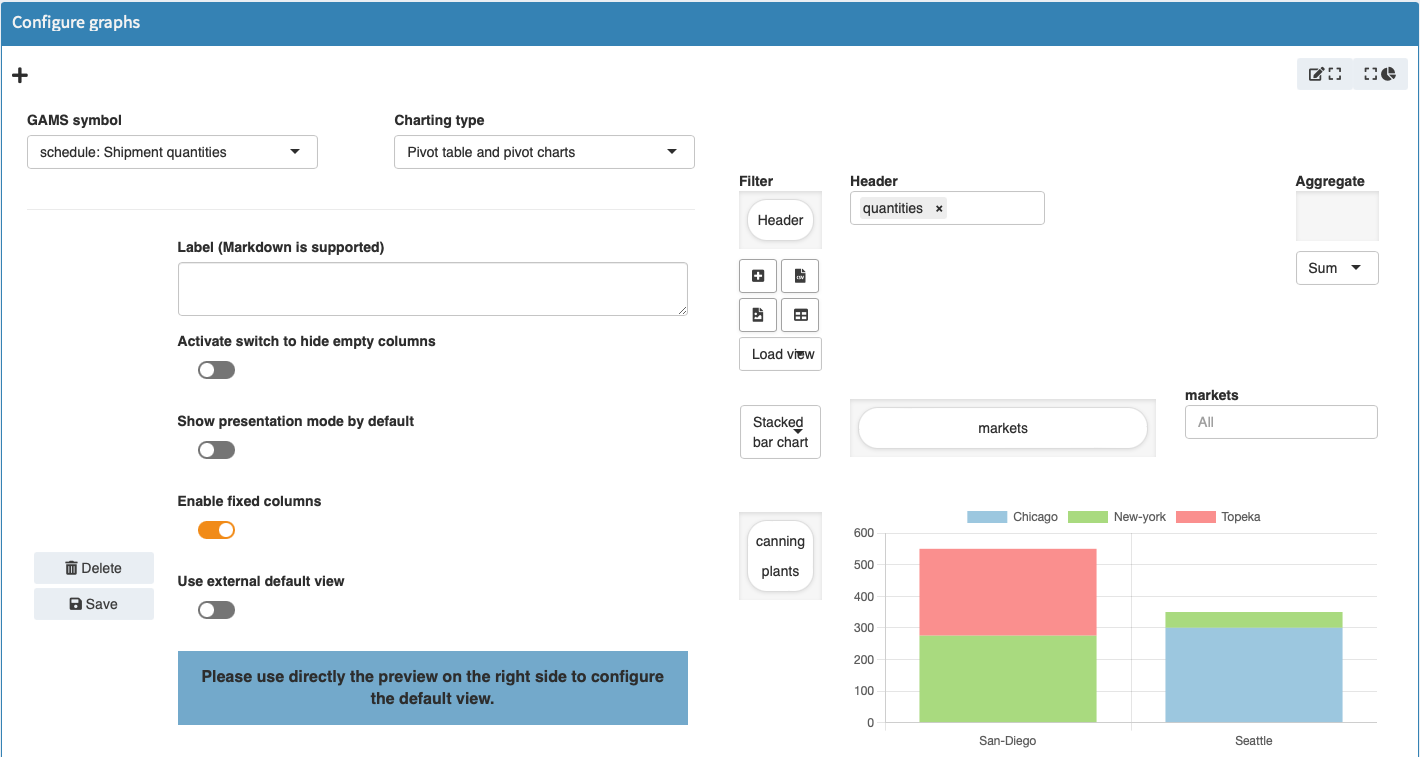 Configure graphs
GAMS symbol
schedule: Shipment quantities
Charting type
Pivot table and pivot charts
Label (Markdown is supported)
Activate switch to hide empty columns
Show presentation mode by default
Enable fixed columns
Use external default view
Delete
Save
Please use directly the preview on the right side to configure
the default view.
Filter
Header
Header
quantities ×
Aggregate
Sum
CSV
Load view
Stacked
bar chart
markets
markets
All
canning
plants
Chicago New-york Topeka
600
500
400
300
200
100
0
San-Diego Seattle